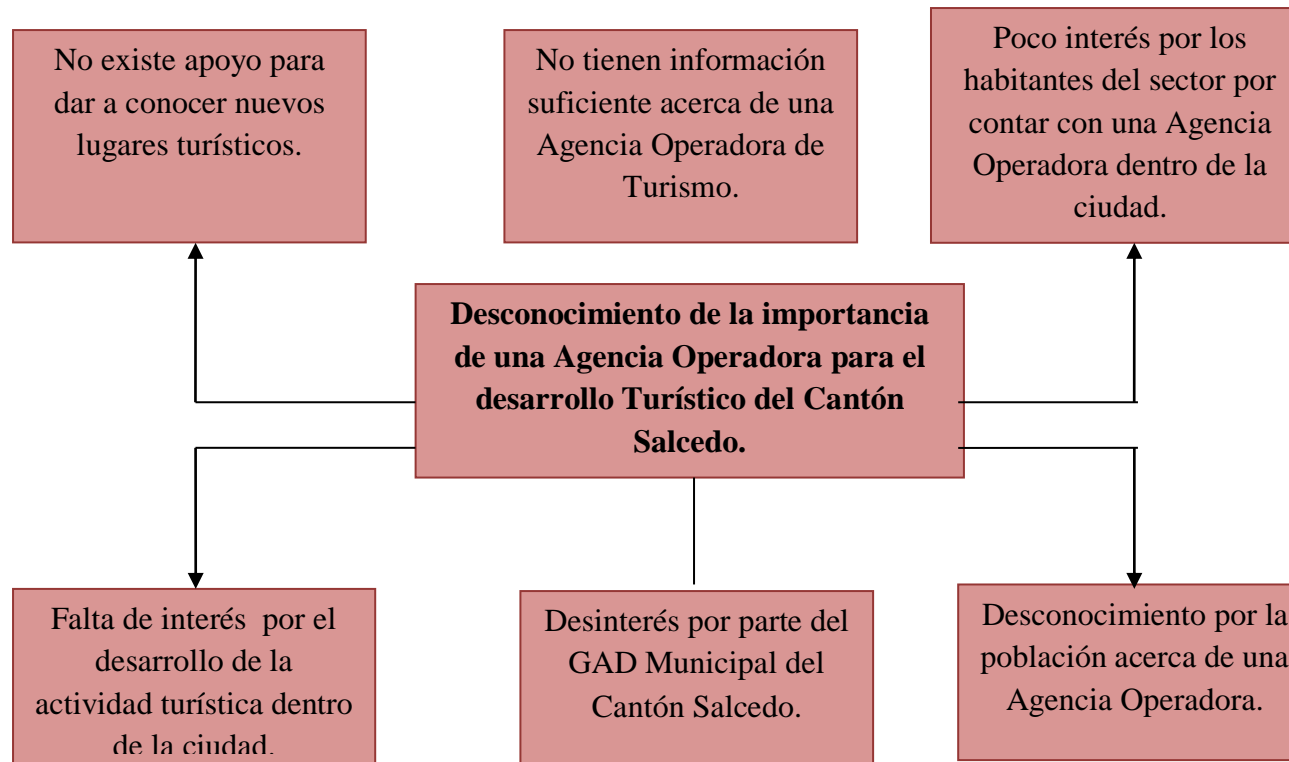 No existe apoyo para
dar a conocer nuevos
lugares turísticos.
No tienen información
suficiente acerca de una
Agencia Operadora de
Turismo.
Poco interés por los
habitantes del sector por
contar con una Agencia
Operadora dentro de la
ciudad.
Desconocimiento de la importancia
de una Agencia Operadora para el
desarrollo Turístico del Cantón
Salcedo.
Falta de interés  por el
desarrollo de la
actividad turística dentro
de la ciudad.
Desinterés por parte del
GAD Municipal del
Cantón Salcedo.
Desconocimiento por la
población acerca de una
Agencia Operadora.